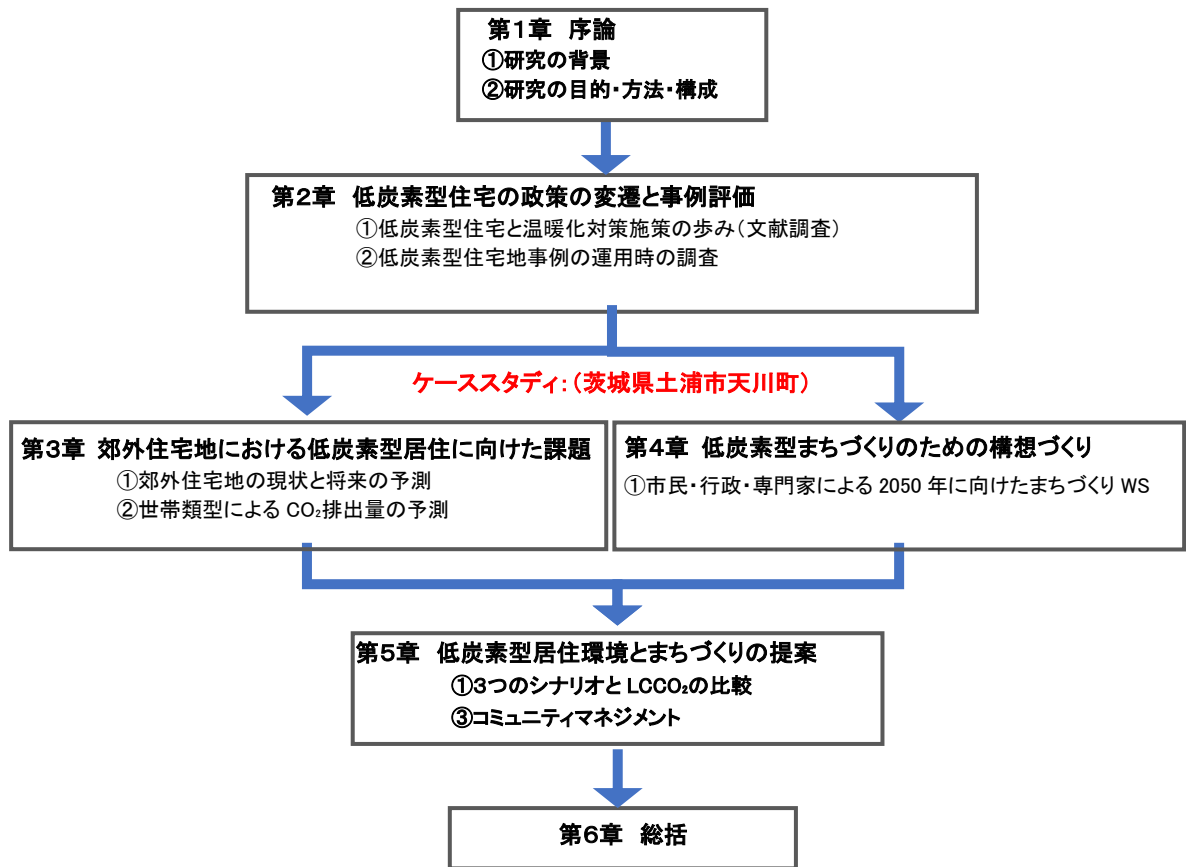 第1章 序論
①研究の背景
②研究の目的・方法・構成
第2章 低炭素型住宅の政策の変遷と事例評価
①低炭素型住宅と温暖化対策施策の歩み（文献調査）
②低炭素型住宅地事例の運用時の調査
ケーススタディ：（茨城県土浦市天川町）
第3章 郊外住宅地における低炭素型居住に向けた課題
①郊外住宅地の現状と将来の予測
②世帯類型による CO₂排出量の予測
第4章 低炭素型まちづくりのための構想づくり
①市民・行政・専門家による 2050 年に向けたまちづくり WS
第5章 低炭素型居住環境とまちづくりの提案
①3つのシナリオと LCCO₂の比較
③コミュニティマネジメント
第6章 総括